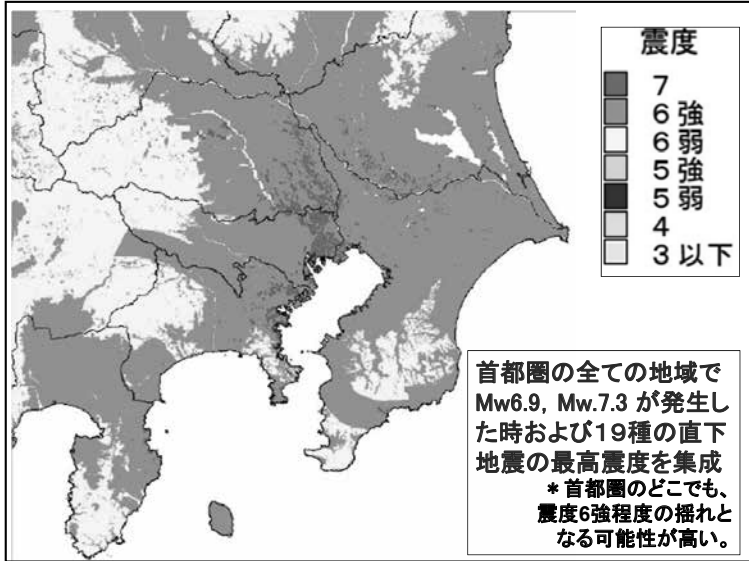 震度
7
6強
6弱
5強
5弱
4
3以下
首都圏の全ての地域で
Mw6.9, Mw.7.3 が発生し
た時および19種の直下
地震の最高震度を集成
*首都圏のどこでも、
震度6強程度の揺れと
なる可能性が高い。